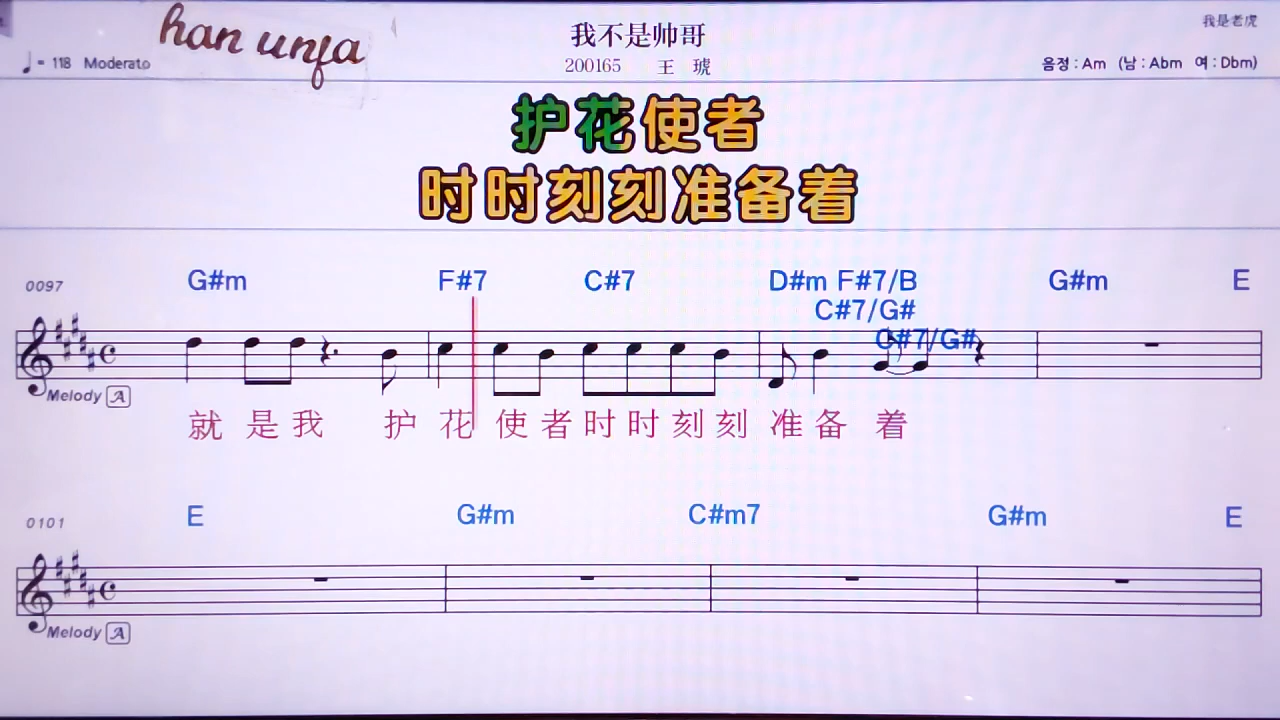 han unfa
我不是帅哥
我是老虎
♩= 118 Moderato
200165 王 琥
음정 : Am (남 : Abm 여 : Dbm)
护花使者
时时刻刻准备着
0097 G#m F#7 C#7 D#m F#7/B G#m E
C#7/G#
C#7/G#
Melody A
就 是 我 护 花 使 者 时 时 刻 刻 准 备 着
0101 E G#m C#m7 G#m E
Melody A